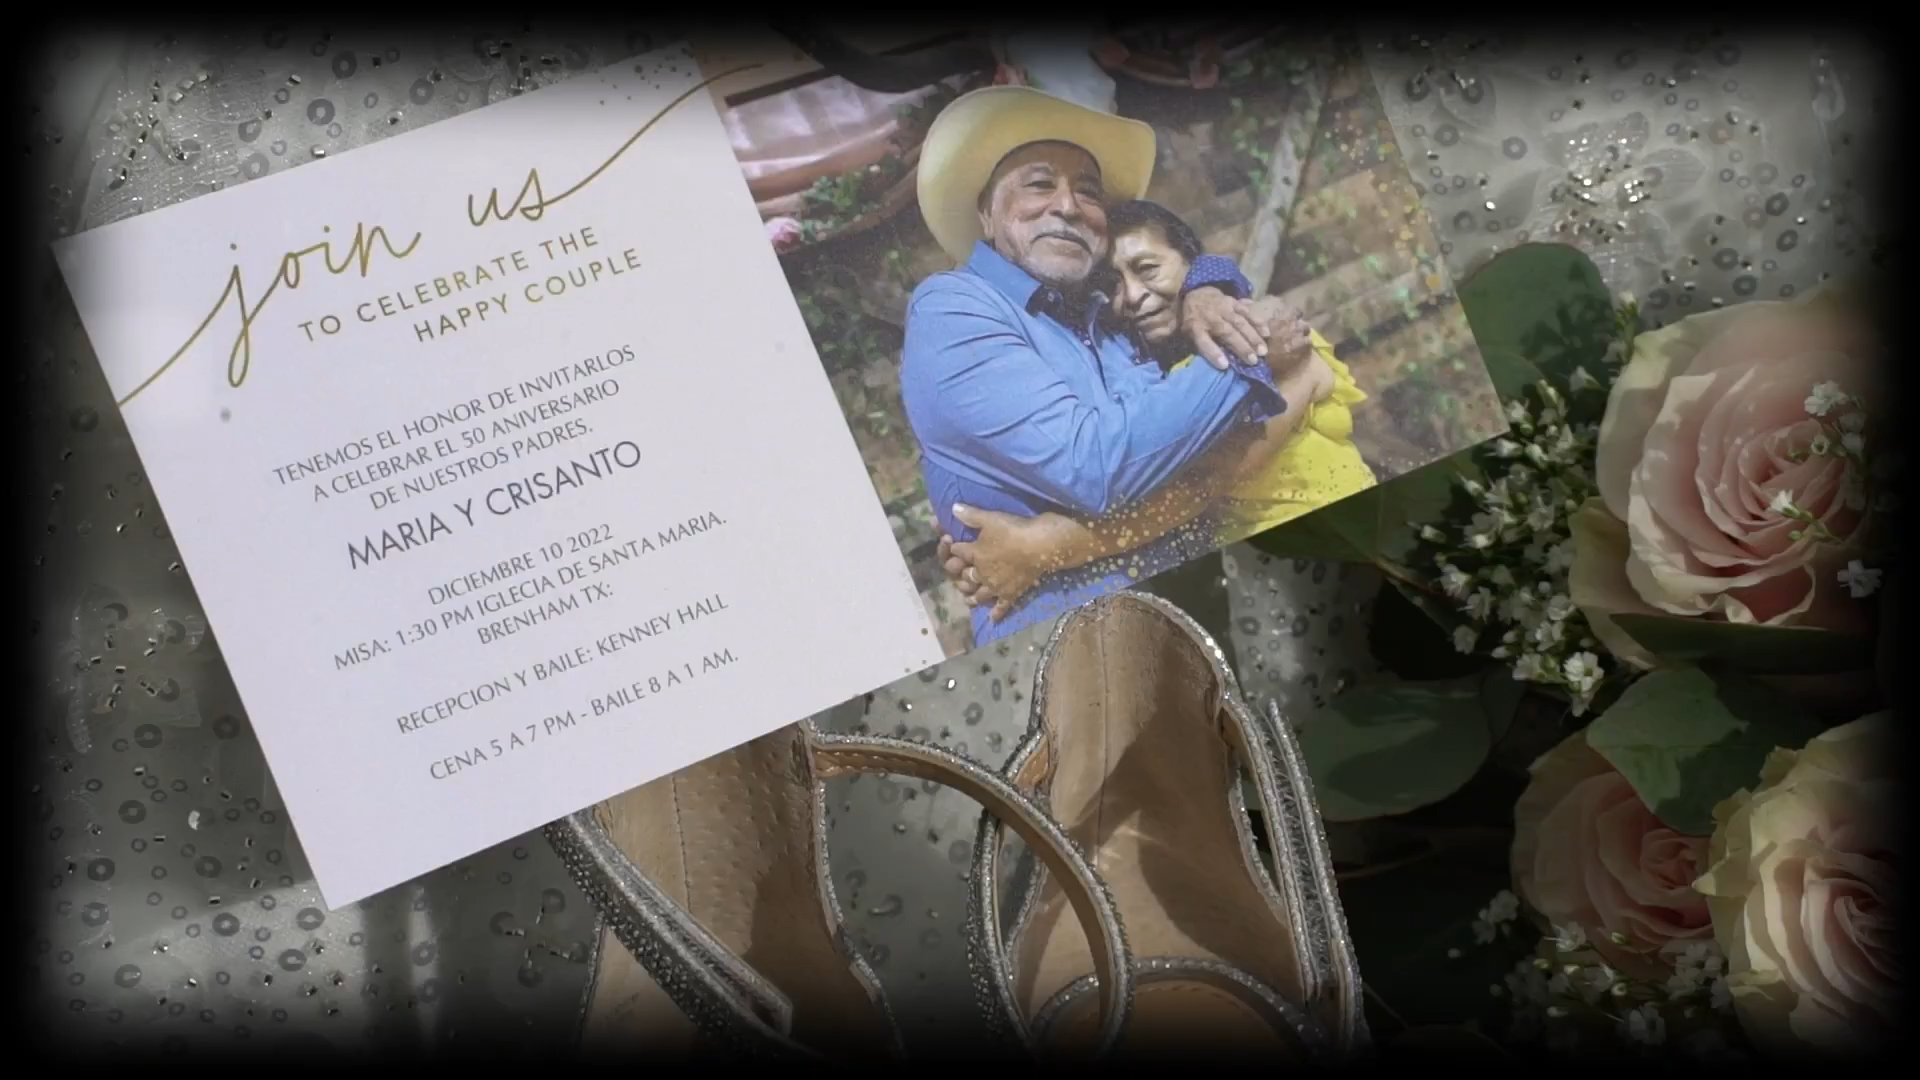 join us
TO CELEBRATE THE
HAPPY COUPLE
TENEMOS EL HONOR DE INVITARLOS
A CELEBRAR EL 50 ANIVERSARIO
DE NUESTROS PADRES.
MARIA Y CRISANTO
DICIEMBRE 10 2022
MISA: 1:30 PM IGLECIA DE SANTA MARIA.
BRENHAM TX:
RECEPCION Y BAILE: KENNEY HALL
CENA 5 A 7 PM - BAILE 8 A 1 AM.